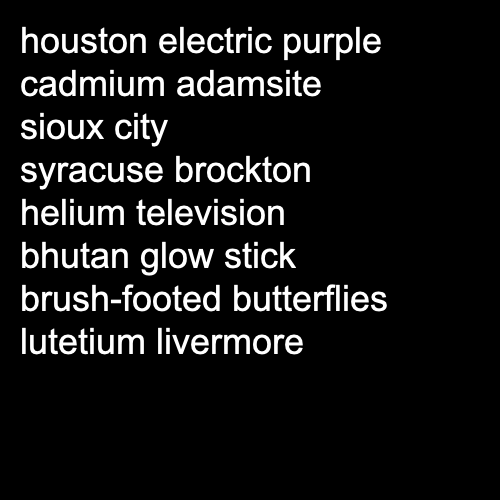 houston electric purple
cadmium adamsite
sioux city
syracuse brockton
helium television
bhutan glow stick
brush-footed butterflies
lutetium livermore